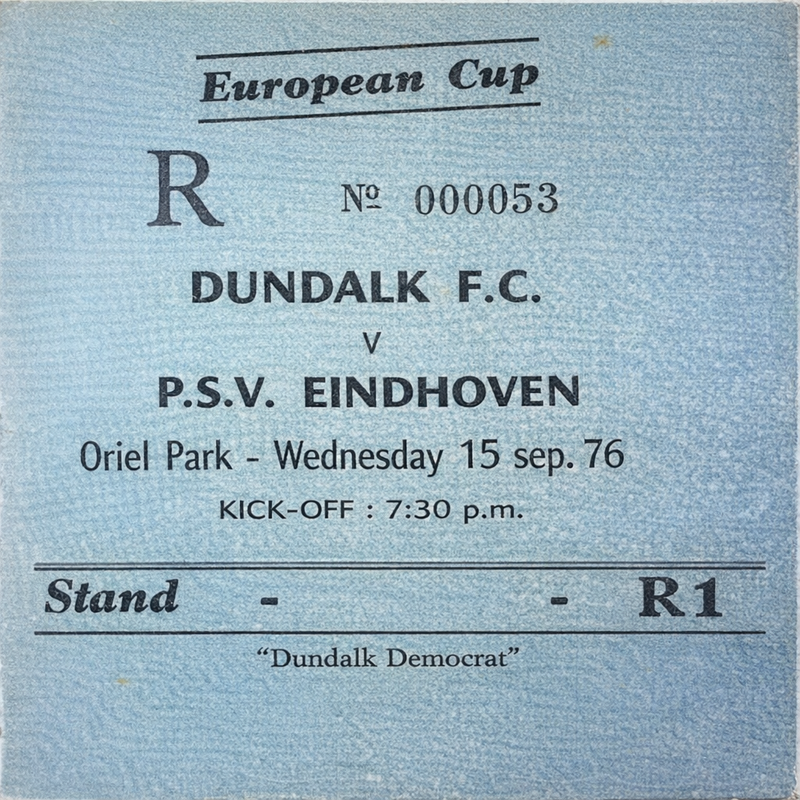 European Cup
R № 000053
DUNDALK F.C.
V
P.S.V. EINDHOVEN
Oriel Park - Wednesday 15 sep. 76
KICK-OFF : 7:30 p.m.
Stand - - R1
“Dundalk Democrat”